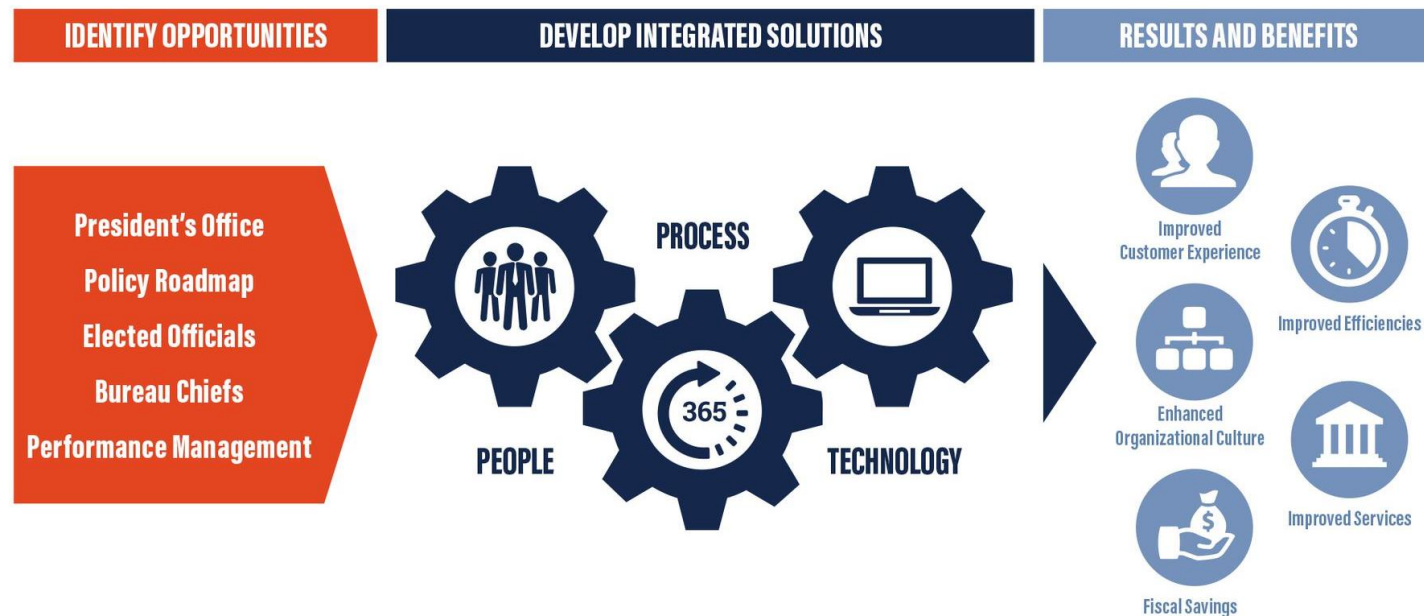 IDENTIFY OPPORTUNITIES
DEVELOP INTEGRATED SOLUTIONS
RESULTS AND BENEFITS
President’s Office
Policy Roadmap
Elected Officials
Bureau Chiefs
Performance Management
PEOPLE
PROCESS
365
TECHNOLOGY
Improved
Customer Experience
Improved Efficiencies
Enhanced
Organizational Culture
Improved Services
$
Fiscal Savings